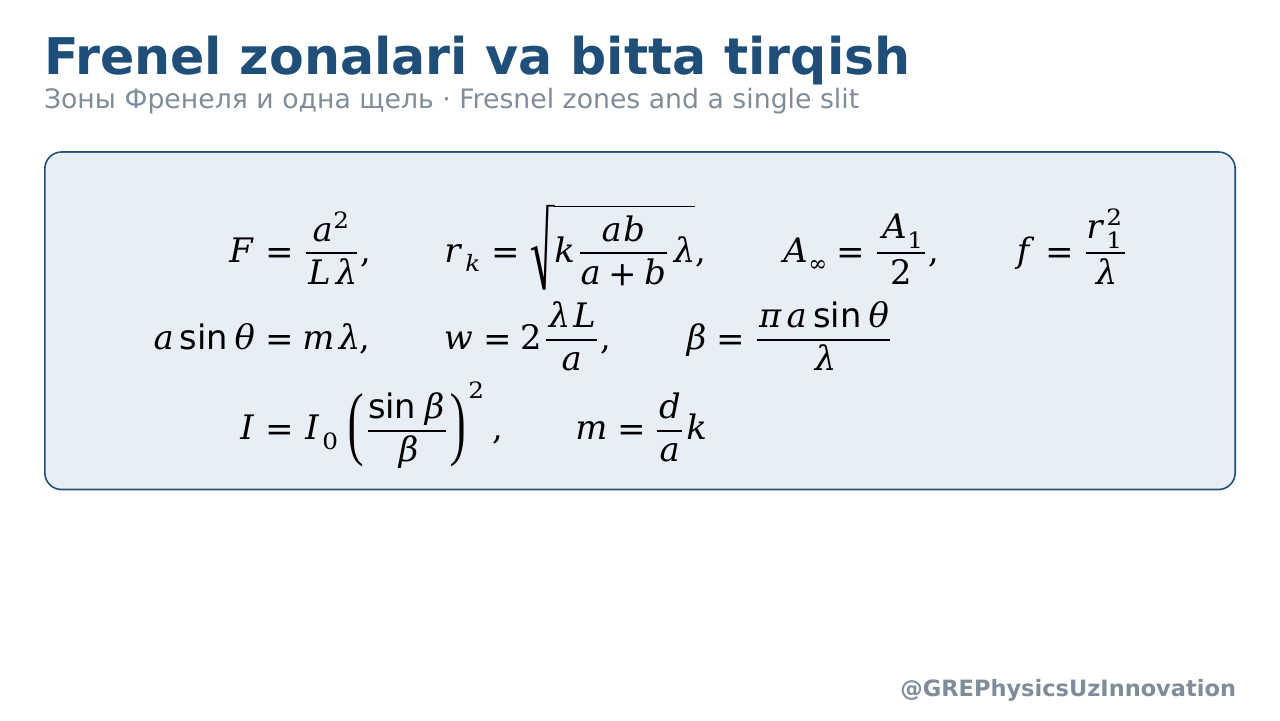 Frenel zonalari va bitta tirqish
Зоны Френеля и одна щель · Fresnel zones and a single slit
F = a²/(Lλ), r_k = √(k ab/(a + b) λ), A_∞ = A₁/2, f = r₁²/λ
a sin θ = mλ, w = 2 λL/a, β = πa sin θ/λ
I = I₀ (sin β/β)², m = d/a k
@GREPhysicsUzInnovation